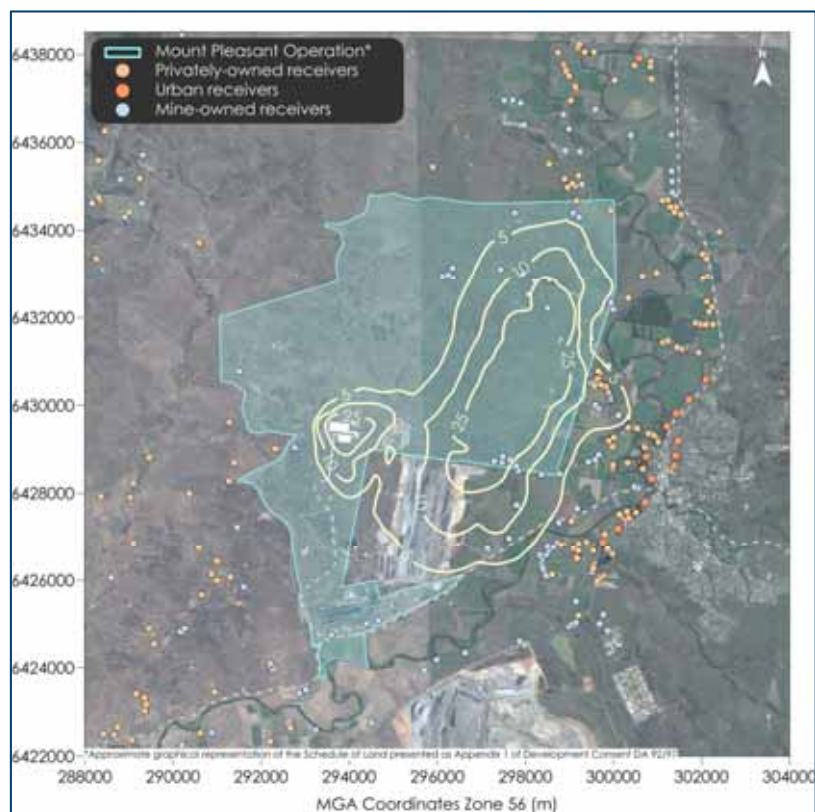 Mount Pleasant Operation*
Privately-owned receivers
Urban receivers
Mine-owned receivers
N
6438000
6436000
6434000
6432000
6430000
6428000
6426000
6424000
6422000
5
10
25
5
25
25
10
*Approximate graphical representation of the Schedule of Land presented as Appendix 1 of Development Consent DA 92/97
288000 290000 292000 294000 296000 298000 300000 302000 304000
MGA Coordinates Zone 56 (m)